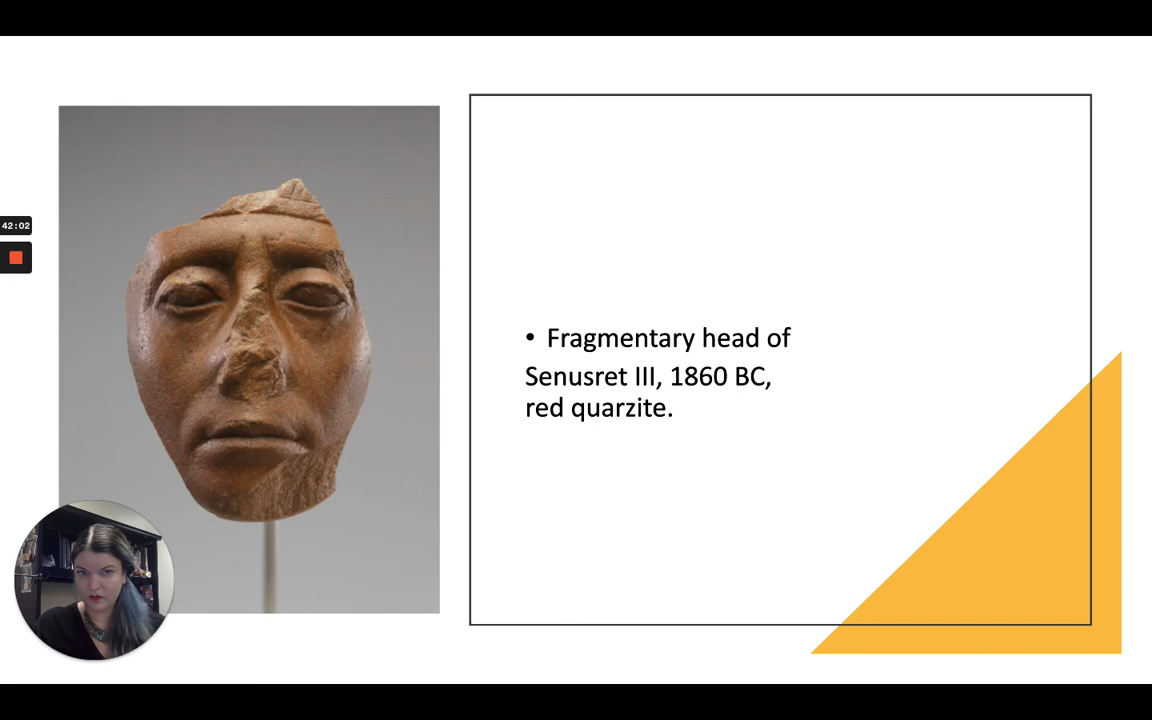 42:02
• Fragmentary head of
Senusret III, 1860 BC,
red quarzite.